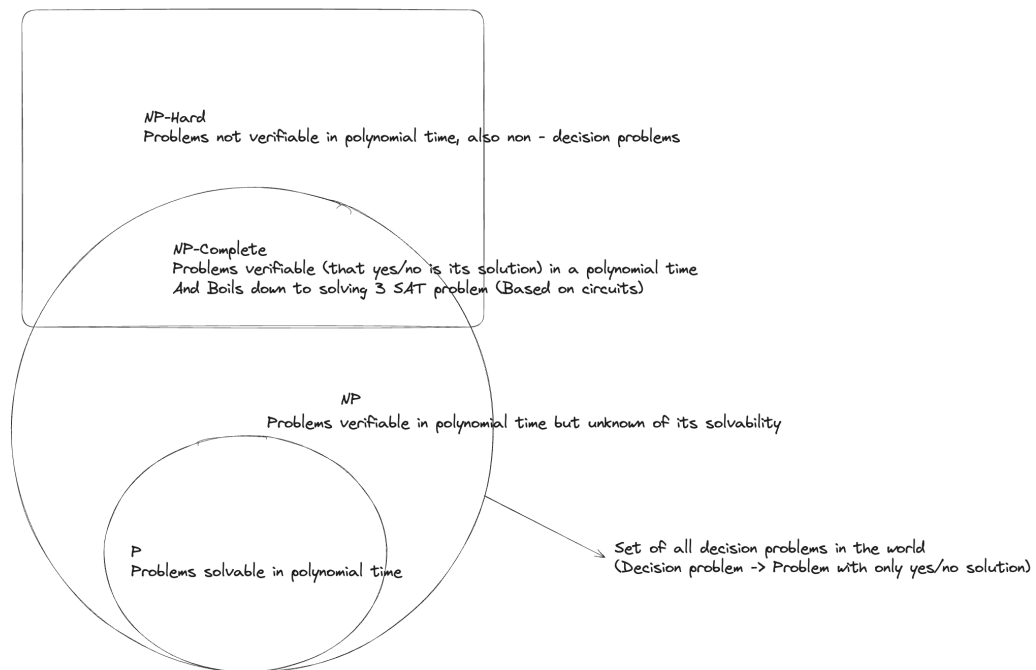 NP-Hard
Problems not verifiable in polynomial time, also non - decision problems
NP-Complete
Problems verifiable (that yes/no is its solution) in a polynomial time
And Boils down to solving 3 SAT problem (Based on circuits)
NP
Problems verifiable in polynomial time but unknown of its solvability
P
Problems solvable in polynomial time
Set of all decision problems in the world
(Decision problem -> Problem with only yes/no solution)